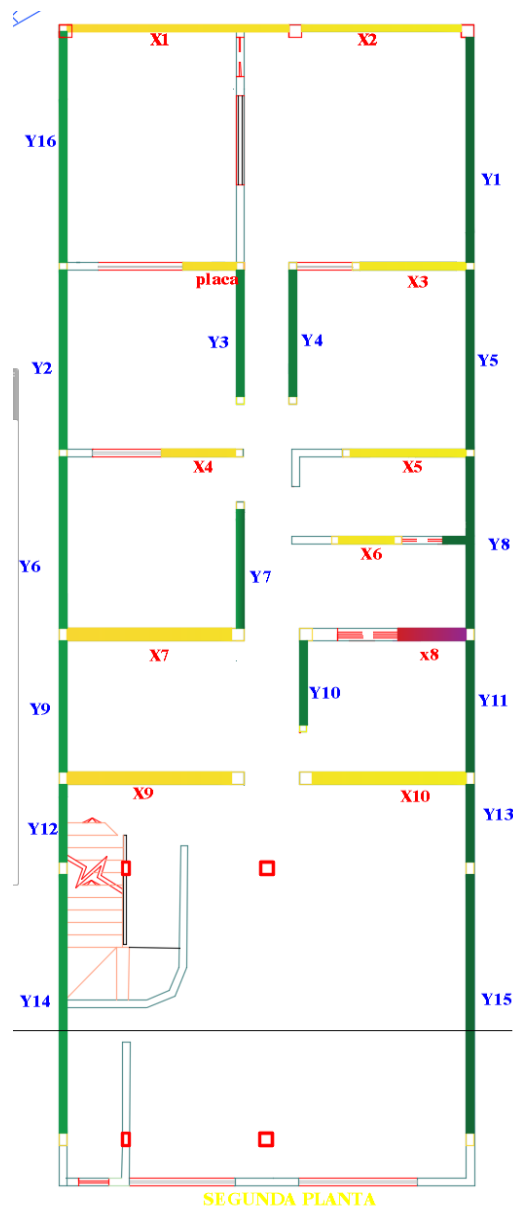 X1 X2
Y16
Y1
placa X3
Y3 Y4
Y2 Y5
X4 X5
Y6 Y7 X6 Y8
X7 x8
Y9 Y10 Y11
X9 X10
Y12 Y13
Y14 Y15
SEGUNDA PLANTA